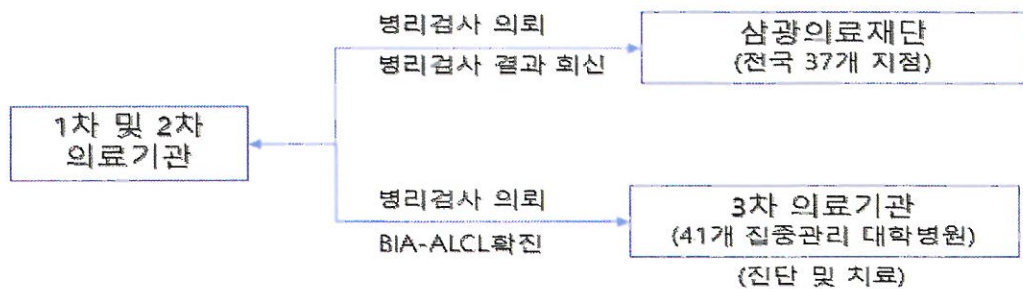 병리검사 의뢰
병리검사 결과 회신
삼광의료재단
(전국 37개 지점)
1차 및 2차
의료기관
병리검사 의뢰
BIA-ALCL확진
3차 의료기관
(41개 집중관리 대학병원)
(진단 및 치료)